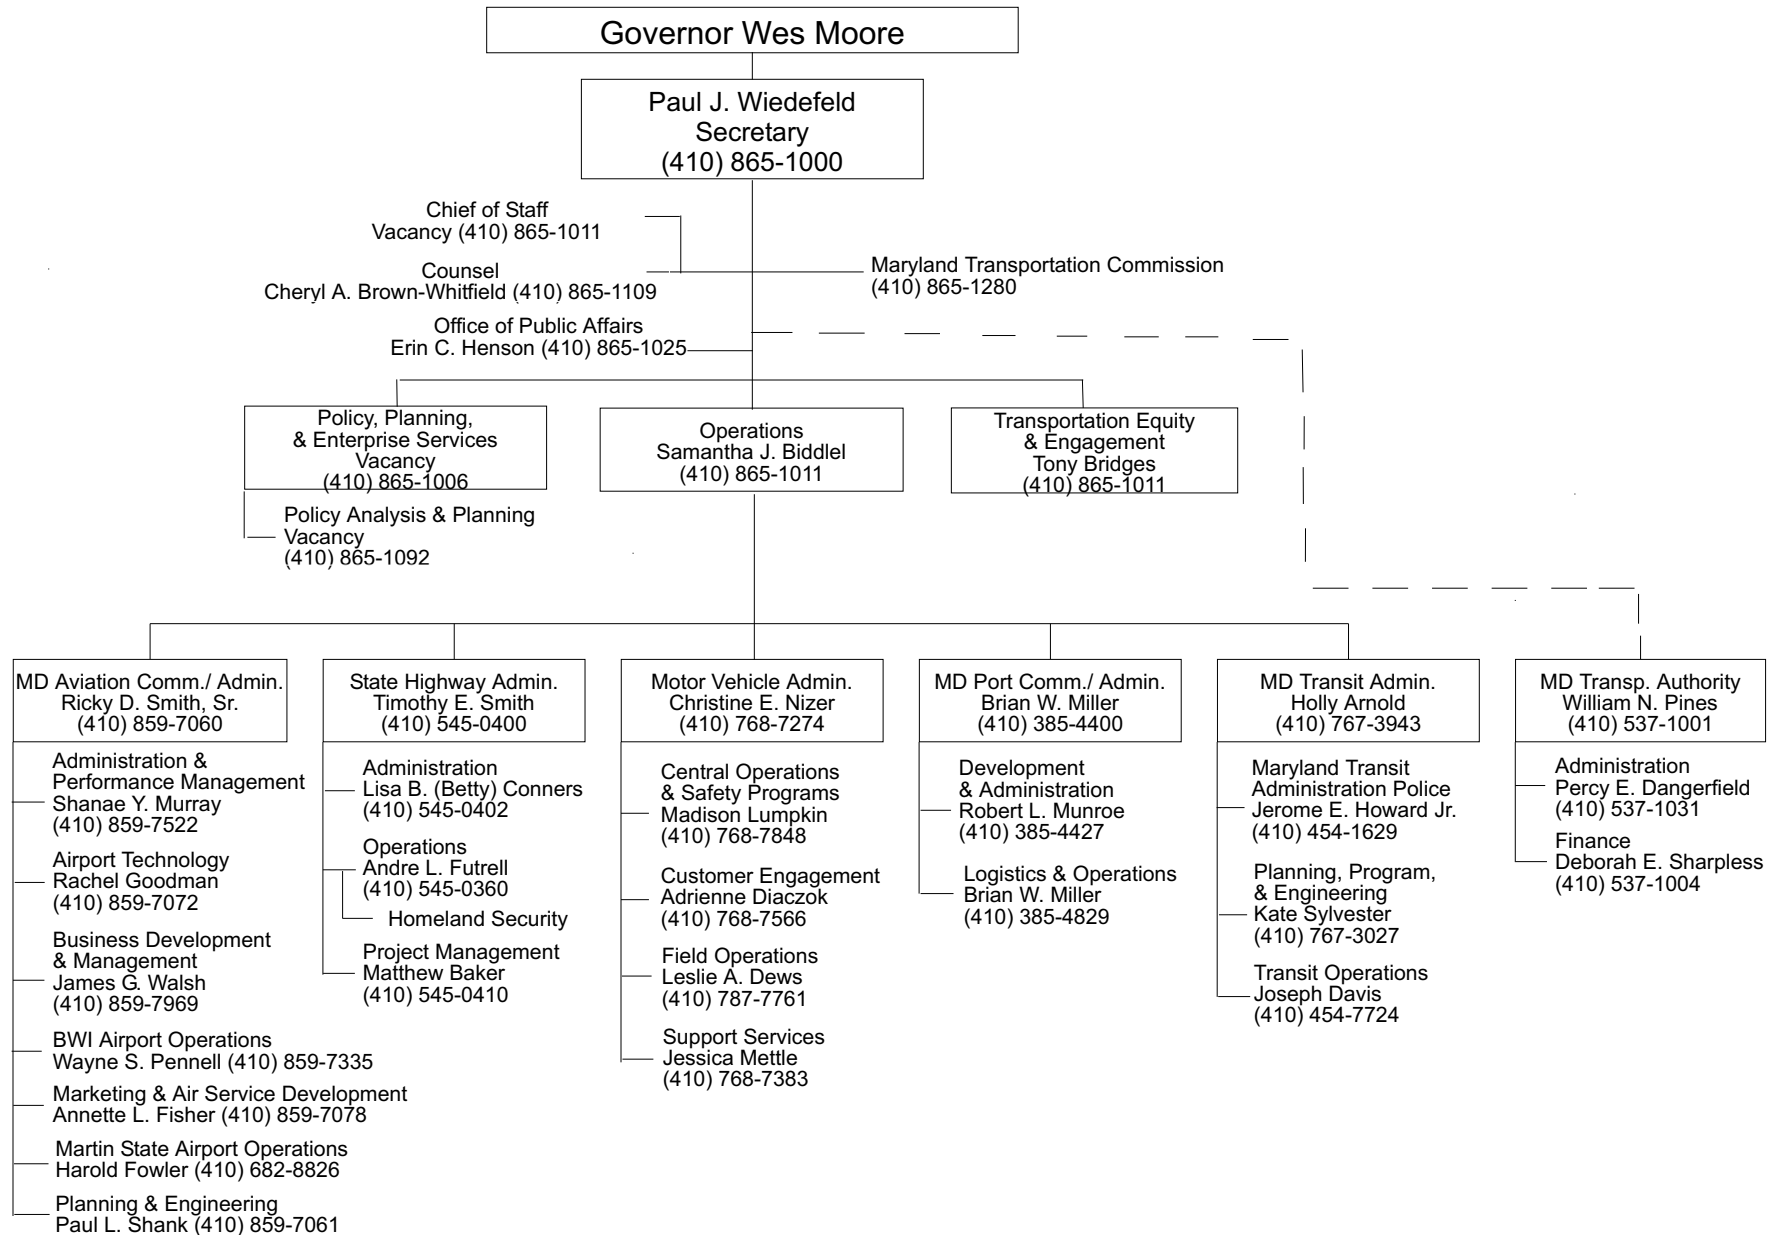 Governor Wes Moore
Paul J. Wiedefeld
Secretary
(410) 865-1000
Chief of Staff
Vacancy (410) 865-1011
Counsel
Cheryl A. Brown-Whitfield (410) 865-1109
Maryland Transportation Commission
(410) 865-1280
Office of Public Affairs
Erin C. Henson (410) 865-1025
Policy, Planning,
& Enterprise Services
Vacancy
(410) 865-1006
Policy Analysis & Planning
Vacancy
(410) 865-1092
Operations
Samantha J. Biddlel
(410) 865-1011
Transportation Equity
& Engagement
Tony Bridges
(410) 865-1011
MD Aviation Comm./ Admin.
Ricky D. Smith, Sr.
(410) 859-7060
Administration &
Performance Management
Shanae Y. Murray
(410) 859-7522
Airport Technology
Rachel Goodman
(410) 859-7072
Business Development
& Management
James G. Walsh
(410) 859-7969
BWI Airport Operations
Wayne S. Pennell (410) 859-7335
Marketing & Air Service Development
Annette L. Fisher (410) 859-7078
Martin State Airport Operations
Harold Fowler (410) 682-8826
Planning & Engineering
Paul L. Shank (410) 859-7061
State Highway Admin.
Timothy E. Smith
(410) 545-0400
Administration
Lisa B. (Betty) Conners
(410) 545-0402
Operations
Andre L. Futrell
(410) 545-0360
Homeland Security
Project Management
Matthew Baker
(410) 545-0410
Motor Vehicle Admin.
Christine E. Nizer
(410) 768-7274
Central Operations
& Safety Programs
Madison Lumpkin
(410) 768-7848
Customer Engagement
Adrienne Diaczok
(410) 768-7566
Field Operations
Leslie A. Dews
(410) 787-7761
Support Services
Jessica Mettle
(410) 768-7383
MD Port Comm./ Admin.
Brian W. Miller
(410) 385-4400
Development
& Administration
Robert L. Munroe
(410) 385-4427
Logistics & Operations
Brian W. Miller
(410) 385-4829
MD Transit Admin.
Holly Arnold
(410) 767-3943
Maryland Transit
Administration Police
Jerome E. Howard Jr.
(410) 454-1629
Planning, Program,
& Engineering
Kate Sylvester
(410) 767-3027
Transit Operations
Joseph Davis
(410) 454-7724
MD Transp. Authority
William N. Pines
(410) 537-1001
Administration
Percy E. Dangerfield
(410) 537-1031
Finance
Deborah E. Sharpless
(410) 537-1004